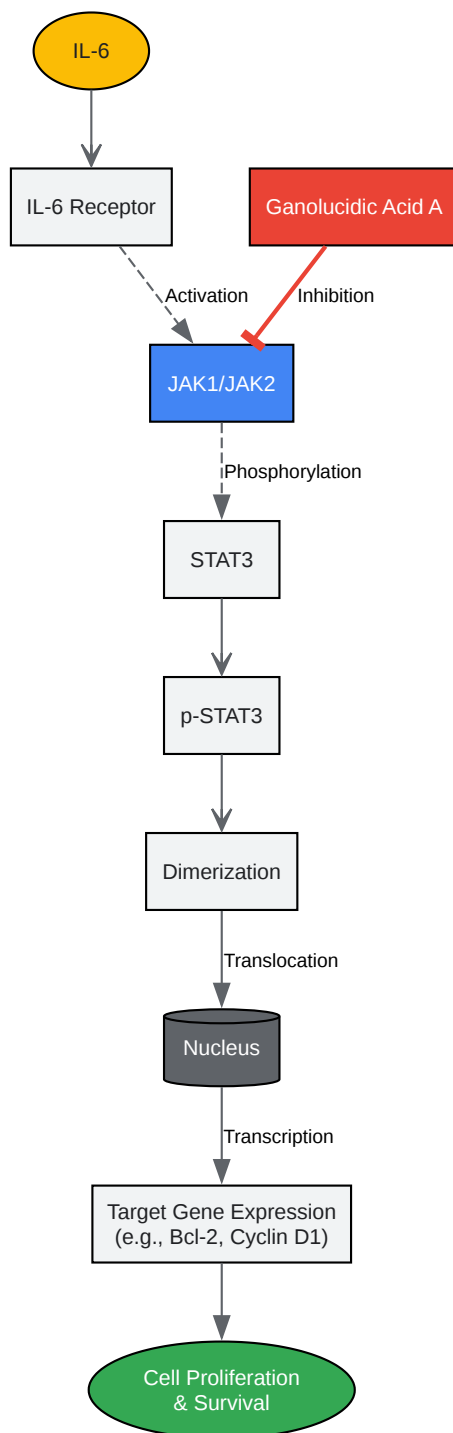 IL-6
IL-6 Receptor
Ganolucidic Acid A
Activation
Inhibition
JAK1/JAK2
Phosphorylation
STAT3
p-STAT3
Dimerization
Translocation
Nucleus
Transcription
Target Gene Expression
(e.g., Bcl-2, Cyclin D1)
Cell Proliferation
& Survival